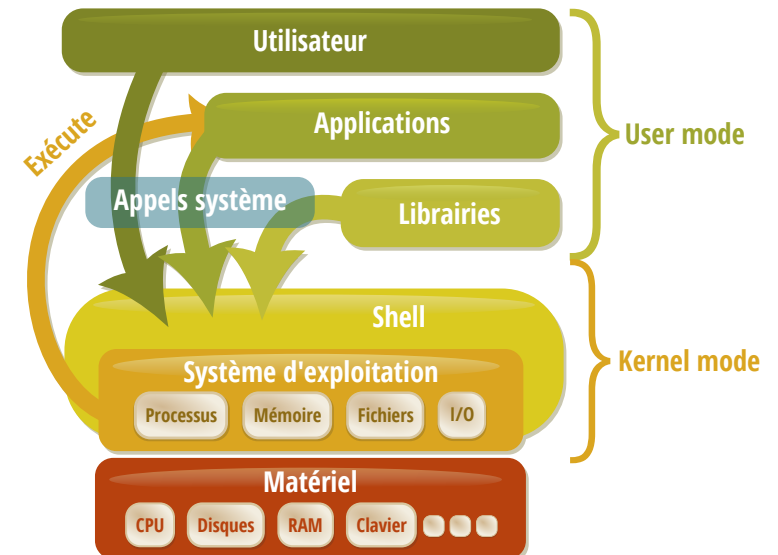 Utilisateur
Exécute
Applications
User mode
Appels système
Librairies
Shell
Système d'exploitation
Kernel mode
Processus
Mémoire
Fichiers
I/O
Matériel
CPU
Disques
RAM
Clavier